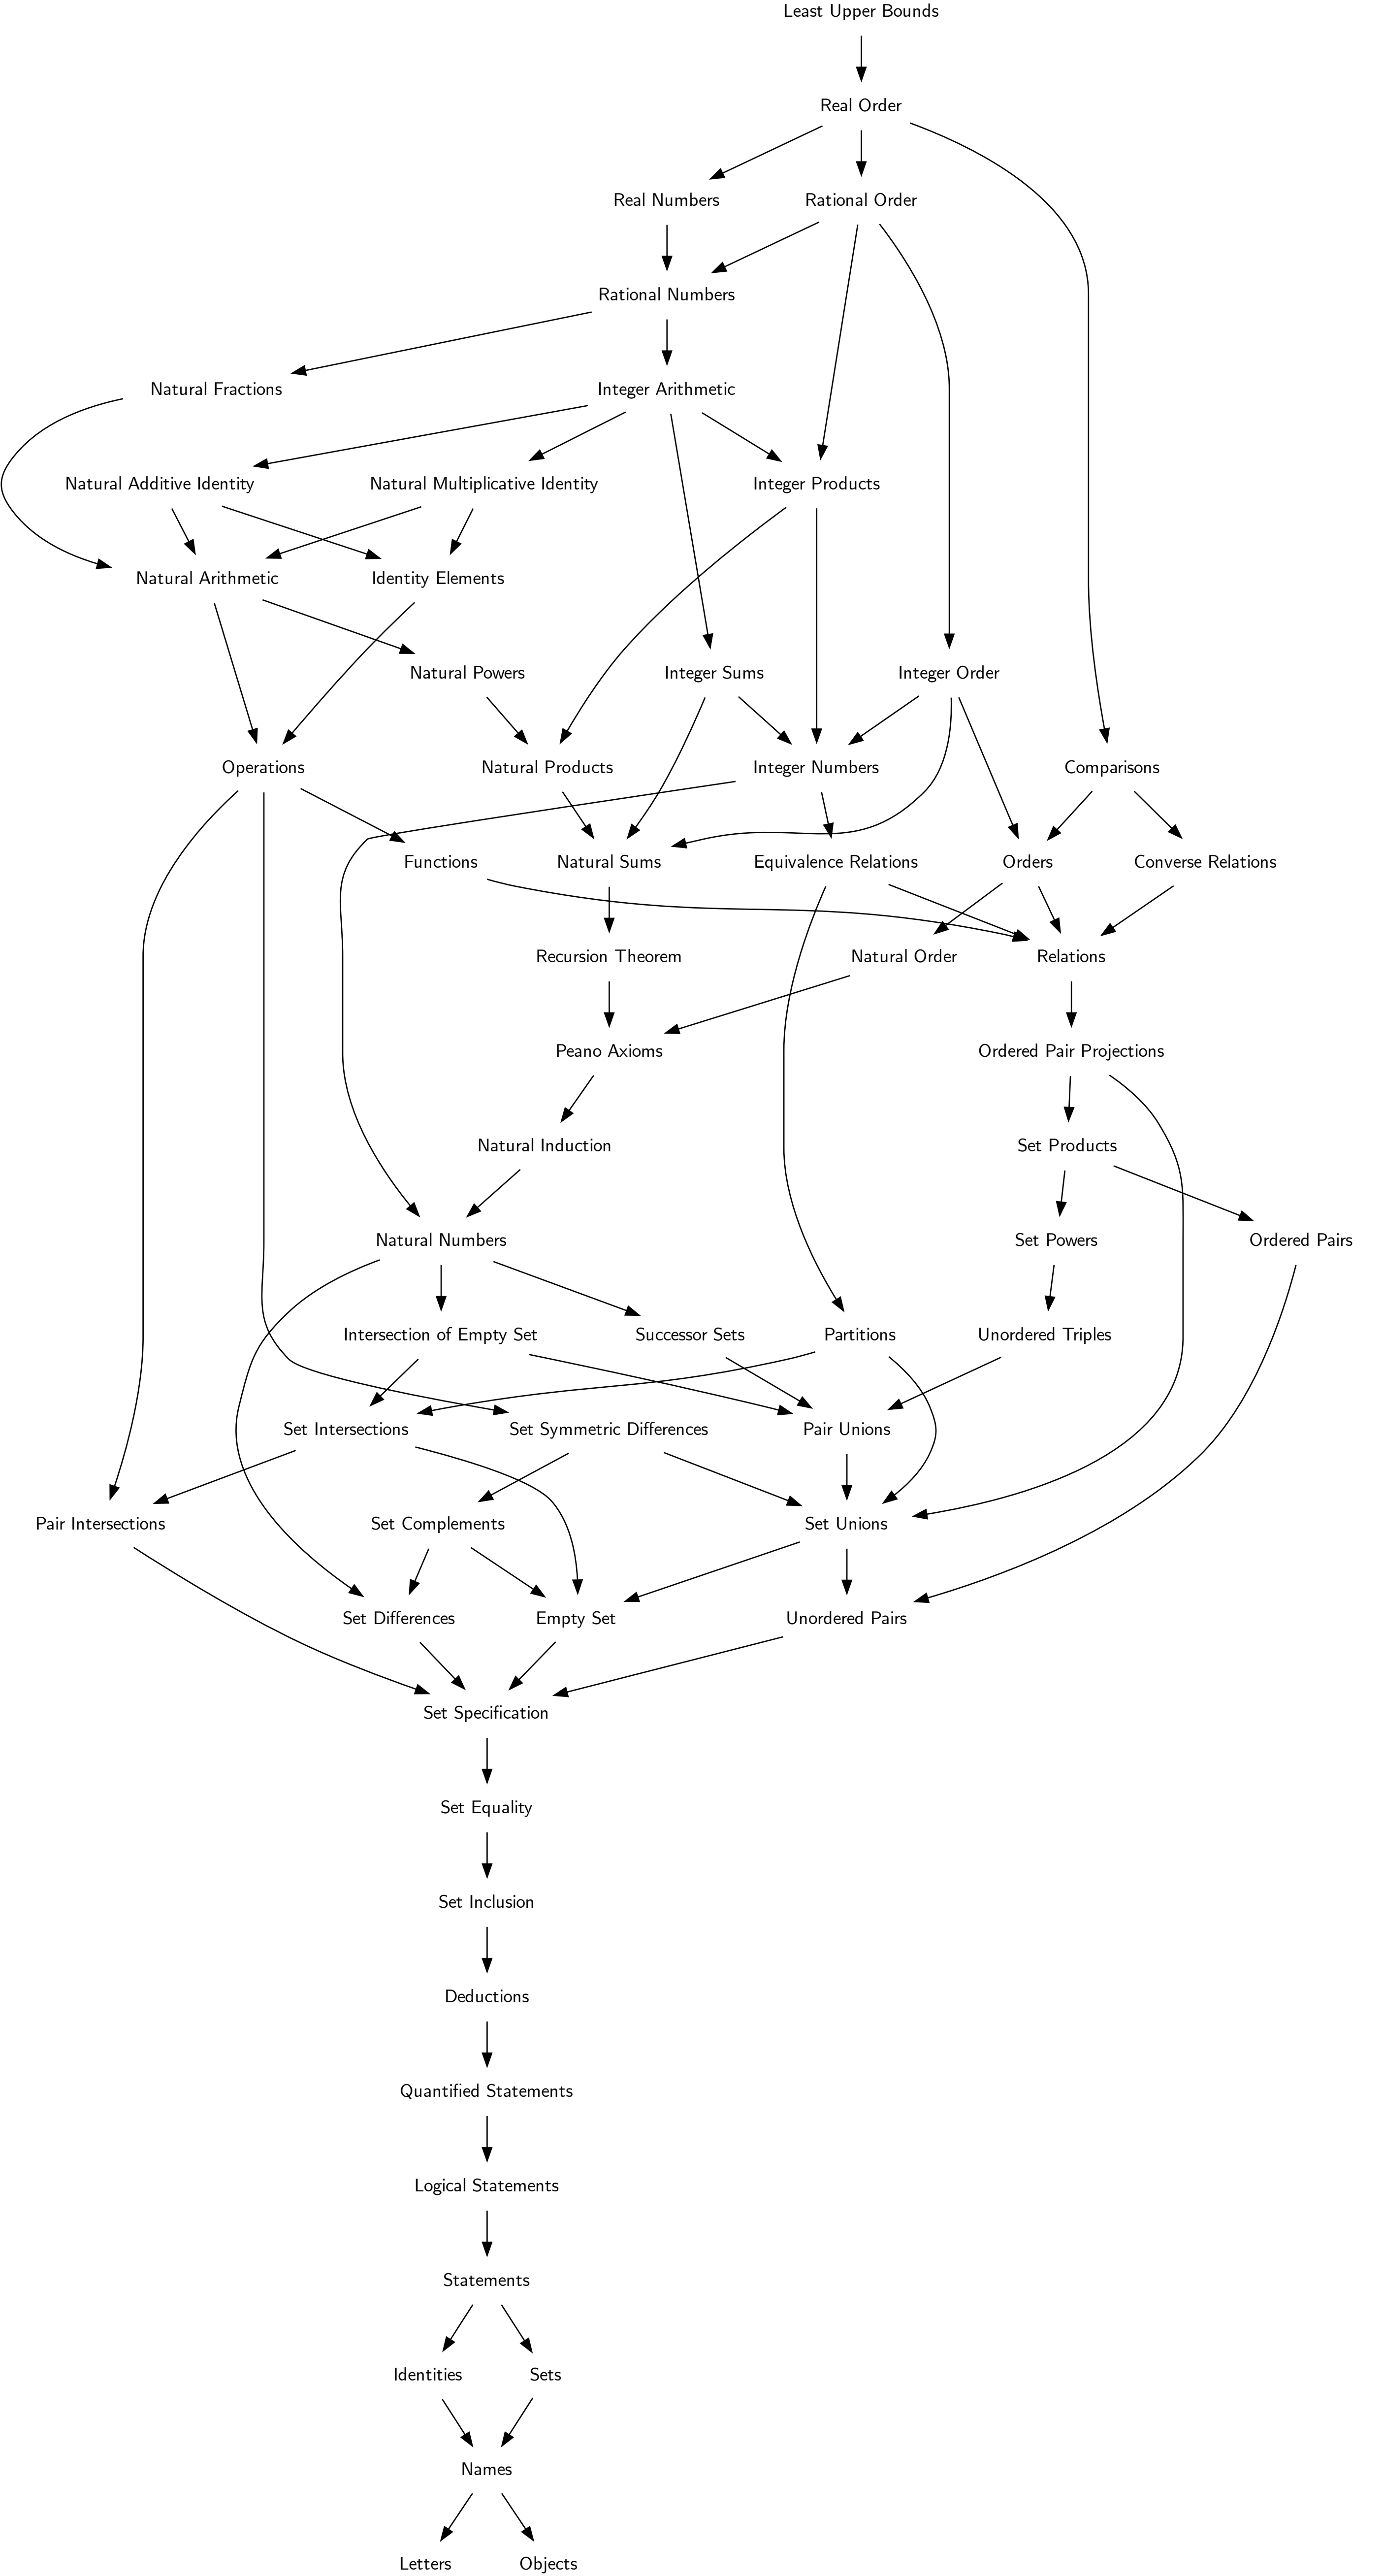 Least Upper Bounds
Real Order
Real Numbers
Rational Order
Rational Numbers
Natural Fractions
Integer Arithmetic
Natural Additive Identity
Natural Multiplicative Identity
Integer Products
Natural Arithmetic
Identity Elements
Natural Powers
Integer Sums
Integer Order
Operations
Natural Products
Integer Numbers
Comparisons
Functions
Natural Sums
Equivalence Relations
Orders
Converse Relations
Recursion Theorem
Natural Order
Relations
Peano Axioms
Ordered Pair Projections
Natural Induction
Set Products
Natural Numbers
Set Powers
Ordered Pairs
Intersection of Empty Set
Successor Sets
Partitions
Unordered Triples
Set Intersections
Set Symmetric Differences
Pair Unions
Pair Intersections
Set Complements
Set Unions
Set Differences
Empty Set
Unordered Pairs
Set Specification
Set Equality
Set Inclusion
Deductions
Quantified Statements
Logical Statements
Statements
Identities
Sets
Names
Letters
Objects